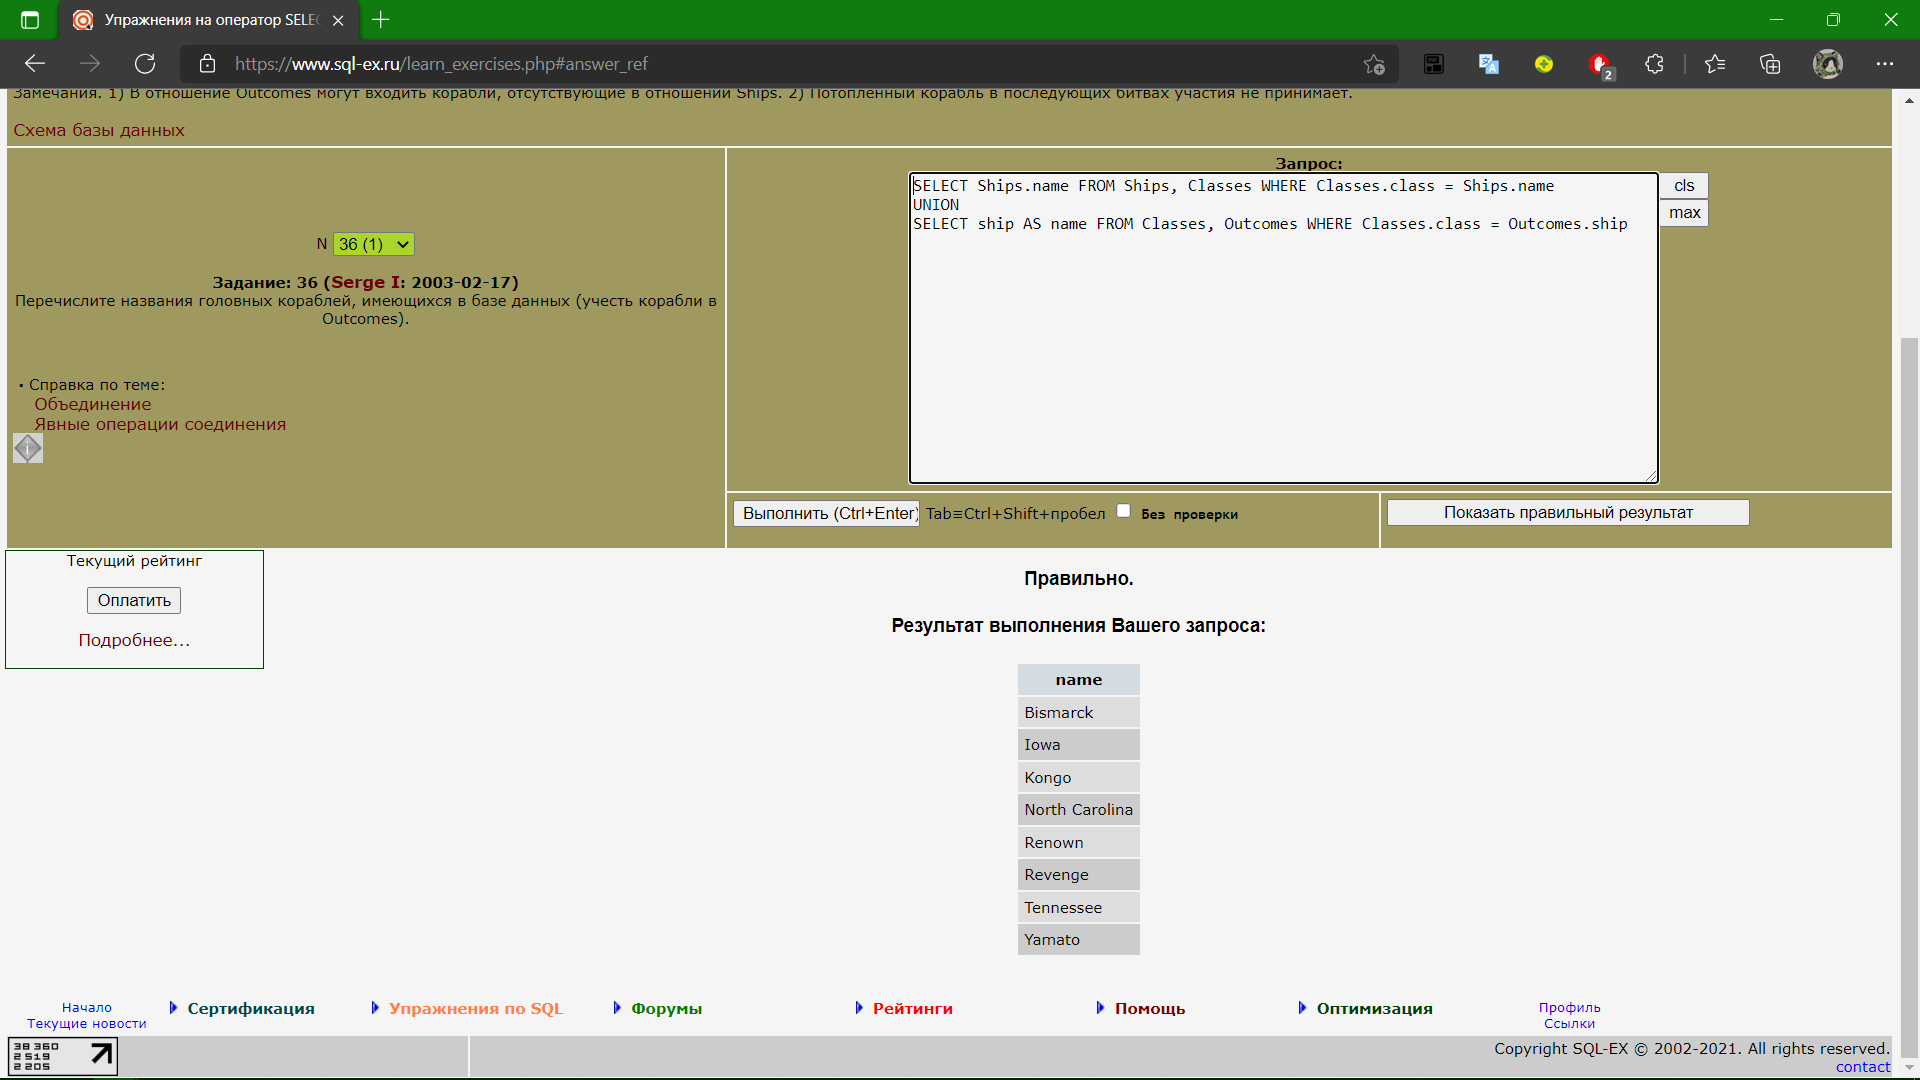 Упражнения на оператор SELEC
https://www.sql-ex.ru/learn_exercises.php#answer_ref
2
Замечания. 1) В отношение Outcomes могут входить корабли, отсутствующие в отношении Ships. 2) Потопленный корабль в последующих битвах участия не принимает.
Схема базы данных
N 36 (1)
Задание: 36 (Serge I: 2003-02-17)
Перечислите названия головных кораблей, имеющихся в базе данных (учесть корабли в
Outcomes).
• Справка по теме:
Объединение
Явные операции соединения
Запрос:
SELECT Ships.name FROM Ships, Classes WHERE Classes.class = Ships.name
UNION
SELECT ship AS name FROM Classes, Outcomes WHERE Classes.class = Outcomes.ship
cls
max
Выполнить (Ctrl+Enter) Tab≡Ctrl+Shift+пробел Без проверки
Показать правильный результат
Текущий рейтинг
Оплатить
Подробнее...
Правильно.
Результат выполнения Вашего запроса:
name
Bismarck
Iowa
Kongo
North Carolina
Renown
Revenge
Tennessee
Yamato
Начало
Текущие новости
Сертификация
Упражнения по SQL
Форумы
Рейтинги
Помощь
Оптимизация
Профиль
Ссылки
38 360
2 519
2 205
Copyright SQL-EX © 2002-2021. All rights reserved.
contact